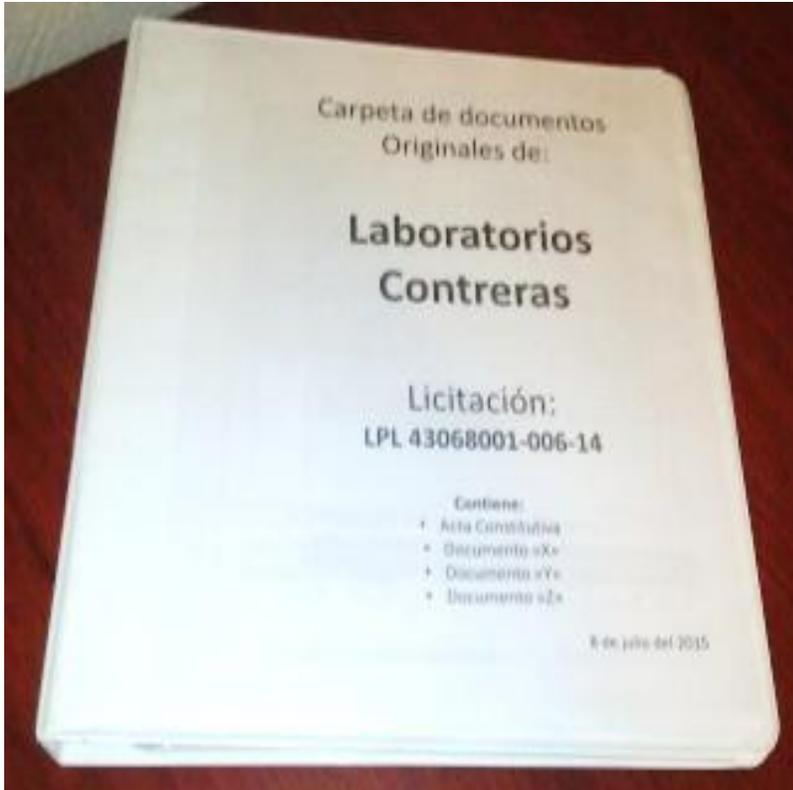 Carpeta de documentos
Originales de:
Laboratorios
Contreras
Licitación:
LPL 43068001-006-14
Contiene:
• Acta Constitutiva
• Documento «X»
• Documento «Y»
• Documento «Z»
de julio del 2015